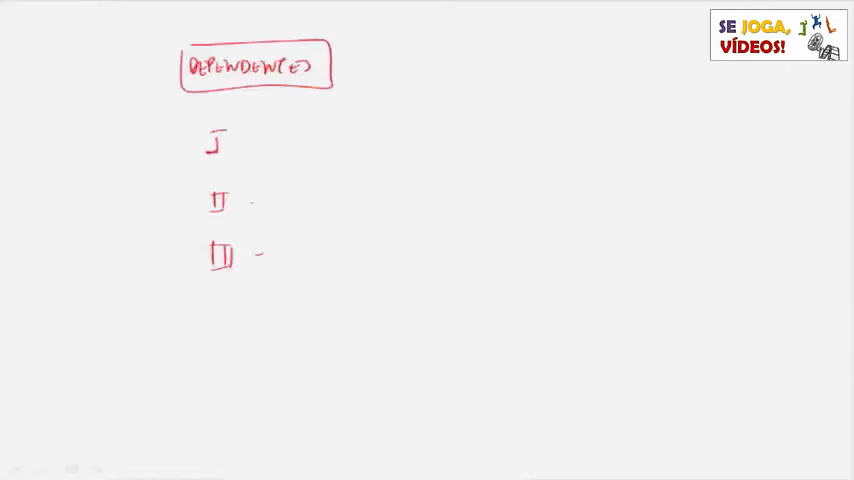 SE JOGA,
VÍDEOS!
DEPENDENTES
I
II -
III -